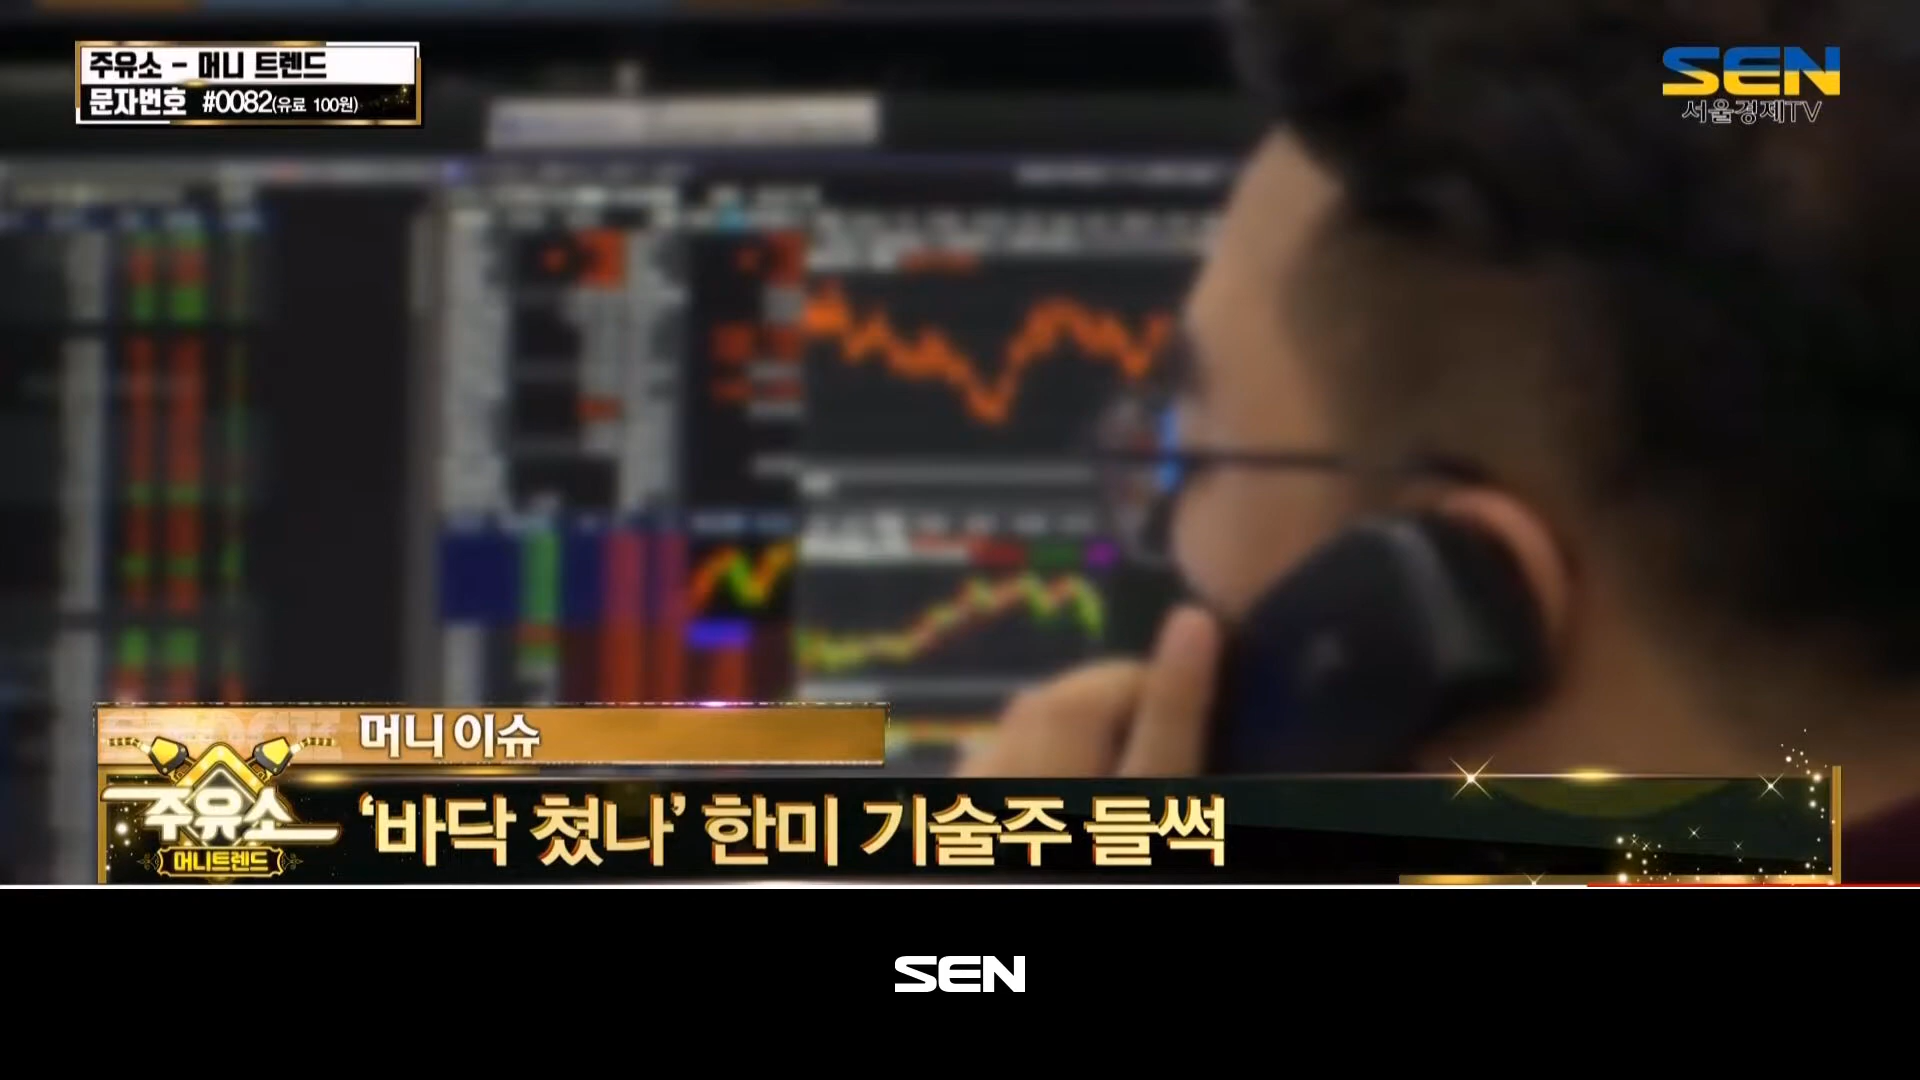 주유소 - 머니 트렌드
문자번호 #0082(유료 100원)
SEN
서울경제TV
머니 이슈
주유소
머니트렌드
‘바닥 쳤나’ 한미 기술주 들썩
SEN